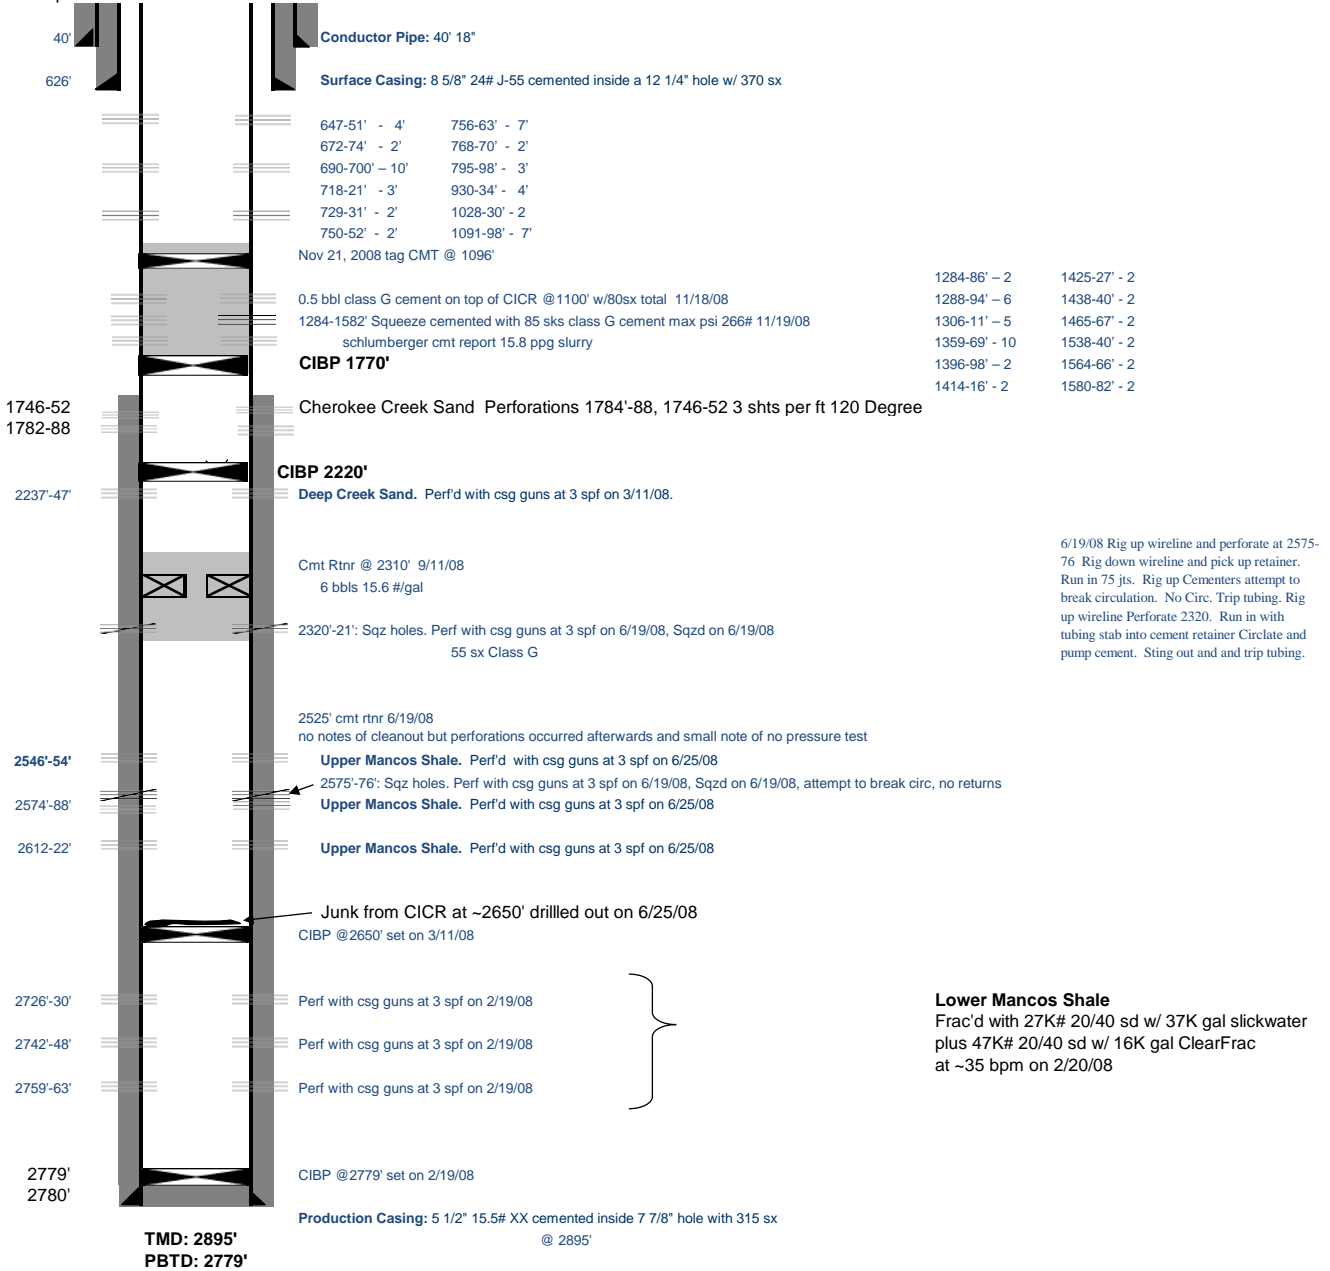 40'
Conductor Pipe: 40' 18"
626'
Surface Casing: 8 5/8" 24# J-55 cemented inside a 12 1/4" hole w/ 370 sx
647-51' - 4' 756-63' - 7'
672-74' - 2' 768-70' - 2'
690-700' – 10' 795-98' - 3'
718-21' - 3' 930-34' - 4'
729-31' - 2' 1028-30' - 2
750-52' - 2' 1091-98' - 7'
Nov 21, 2008 tag CMT @ 1096'
0.5 bbl class G cement on top of CICR @1100' w/80sx total 11/18/08
1284-1582' Squeeze cemented with 85 sks class G cement max psi 266# 11/19/08
schlumberger cmt report 15.8 ppg slurry
CIBP 1770'
1284-86' – 2 1425-27' - 2
1288-94' – 6 1438-40' - 2
1306-11' – 5 1465-67' - 2
1359-69' - 10 1538-40' - 2
1396-98' – 2 1564-66' - 2
1414-16' - 2 1580-82' - 2
1746-52
1782-88
Cherokee Creek Sand Perforations 1784'-88, 1746-52 3 shts per ft 120 Degree
CIBP 2220'
2237'-47'
Deep Creek Sand. Perf'd with csg guns at 3 spf on 3/11/08.
Cmt Rtnr @ 2310' 9/11/08
6 bbls 15.6 #/gal
2320'-21': Sqz holes. Perf with csg guns at 3 spf on 6/19/08, Sqzd on 6/19/08
55 sx Class G
6/19/08 Rig up wireline and perforate at 2575-
76 Rig down wireline and pick up retainer.
Run in 75 jts. Rig up Cementers attempt to
break circulation. No Circ. Trip tubing. Rig
up wireline Perforate 2320. Run in with
tubing stab into cement retainer Circlate and
pump cement. Sting out and and trip tubing.
2525' cmt rtnr 6/19/08
no notes of cleanout but perforations occurred afterwards and small note of no pressure test
2546'-54'
Upper Mancos Shale. Perf'd with csg guns at 3 spf on 6/25/08
2575'-76': Sqz holes. Perf with csg guns at 3 spf on 6/19/08, Sqzd on 6/19/08, attempt to break circ, no returns
2574'-88'
Upper Mancos Shale. Perf'd with csg guns at 3 spf on 6/25/08
2612-22'
Upper Mancos Shale. Perf'd with csg guns at 3 spf on 6/25/08
Junk from CICR at ~2650' drillled out on 6/25/08
CIBP @2650' set on 3/11/08
2726'-30'
Perf with csg guns at 3 spf on 2/19/08
2742'-48'
Perf with csg guns at 3 spf on 2/19/08
2759'-63'
Perf with csg guns at 3 spf on 2/19/08
Lower Mancos Shale
Frac'd with 27K# 20/40 sd w/ 37K gal slickwater
plus 47K# 20/40 sd w/ 16K gal ClearFrac
at ~35 bpm on 2/20/08
2779'
2780'
CIBP @2779' set on 2/19/08
Production Casing: 5 1/2" 15.5# XX cemented inside 7 7/8" hole with 315 sx
@ 2895'
TMD: 2895'
PBTD: 2779'